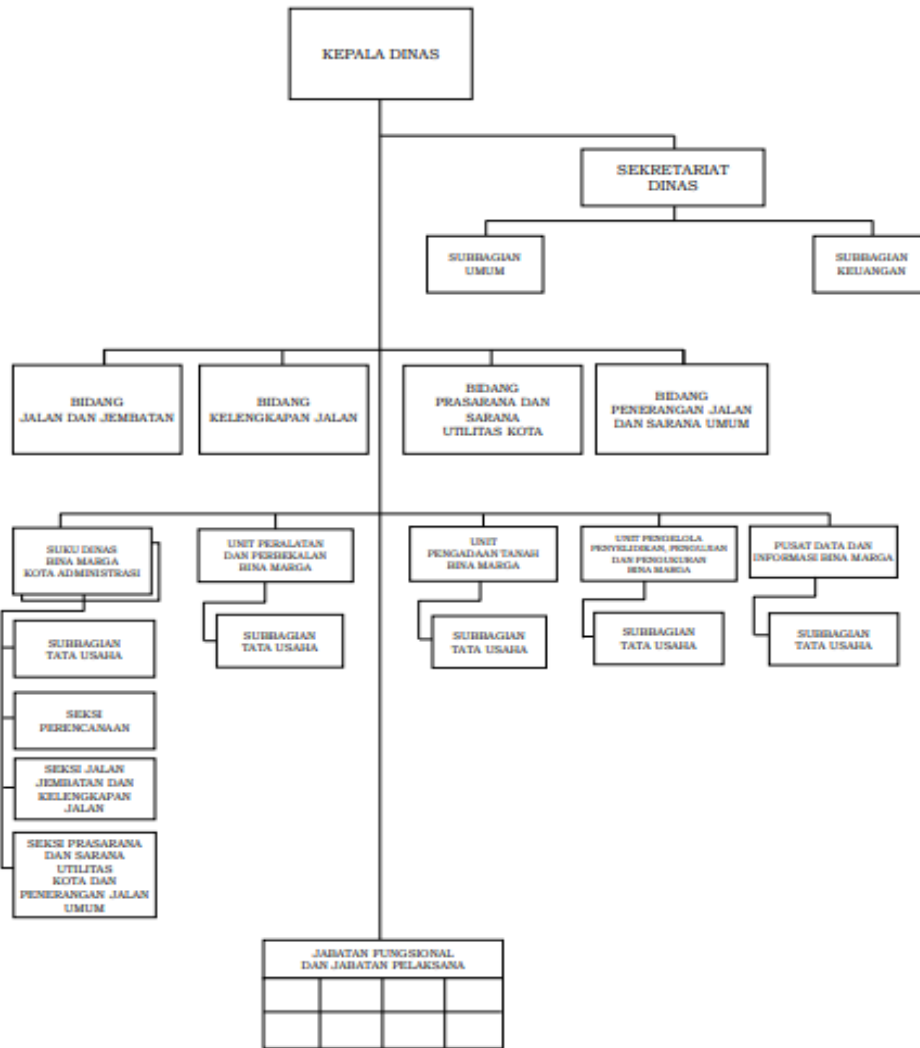 KEPALA DINAS
SEKRETARIAT
DINAS
SUBBAGIAN
UMUM
SUBBAGIAN
KEUANGAN
BIDANG
JALAN DAN JEMBATAN
BIDANG
KELENGKAPAN JALAN
BIDANG
PRASARANA DAN
SARANA
UTILITAS KOTA
BIDANG
PENERANGAN JALAN
DAN SARANA UMUM
SUKU DINAS
BINA MARGA
KOTA ADMINISTRASI
UNIT PERALATAN
DAN PERBEKALAN
BINA MARGA
UNIT
PENGADAAN TANAH
BINA MARGA
UNIT PENGELOLA
PENYELIDIKAN, PENGUJIAN
DAN PENGUKURAN
BINA MARGA
PUSAT DATA DAN
INFORMASI BINA MARGA
SUBBAGIAN
TATA USAHA
SUBBAGIAN
TATA USAHA
SUBBAGIAN
TATA USAHA
SUBBAGIAN
TATA USAHA
SUBBAGIAN
TATA USAHA
SEKSI
PERENCANAAN
SEKSI JALAN
JEMBATAN DAN
KELENGKAPAN
JALAN
SEKSI PRASARANA
DAN SARANA
UTILITAS
KOTA DAN
PENERANGAN JALAN
UMUM
JABATAN FUNGSIONAL
DAN JABATAN PELAKSANA